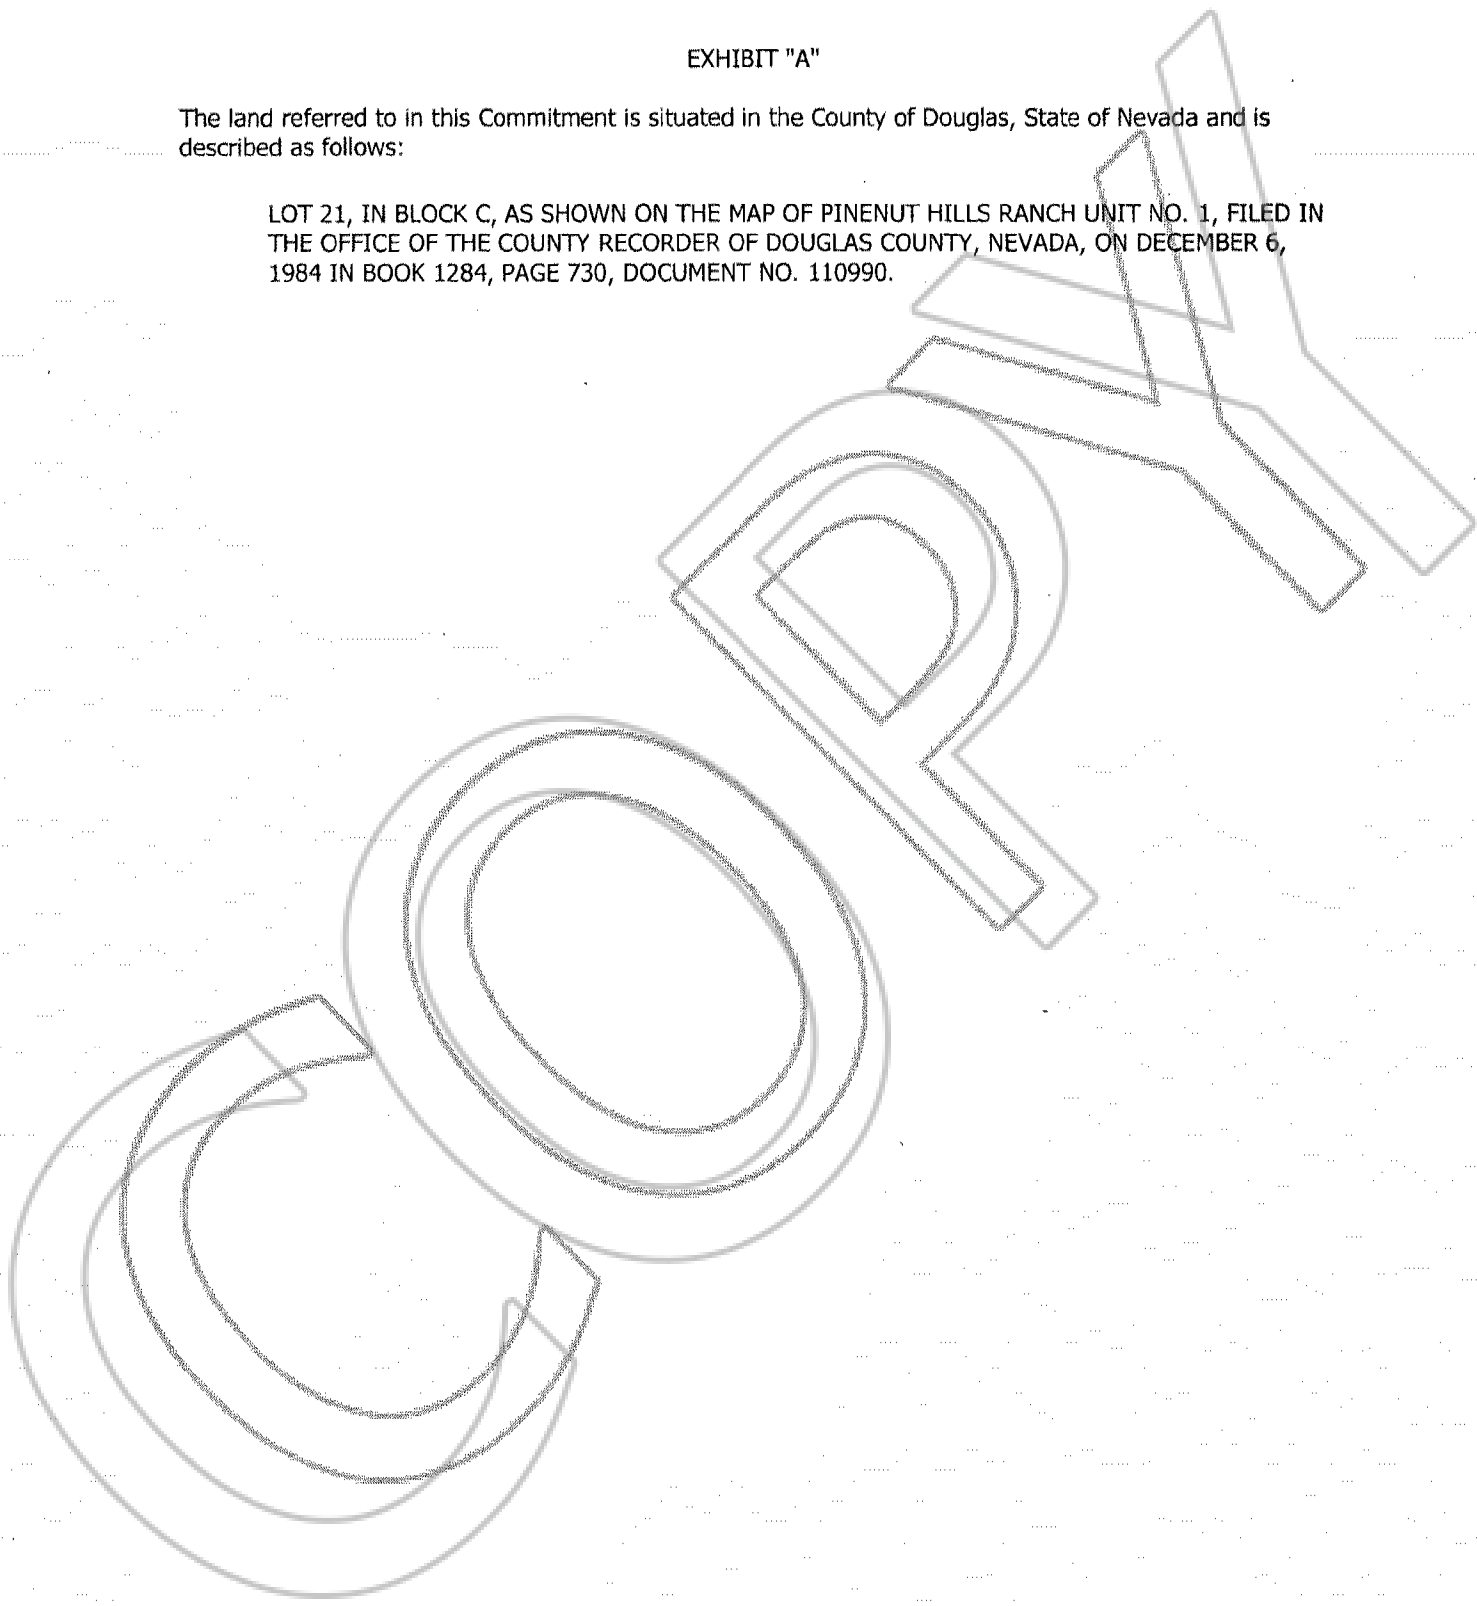 EXHIBIT "A"
The land referred to in this Commitment is situated in the County of Douglas, State of Nevada and is
described as follows:
LOT 21, IN BLOCK C, AS SHOWN ON THE MAP OF PINENUT HILLS RANCH UNIT NO. 1, FILED IN
THE OFFICE OF THE COUNTY RECORDER OF DOUGLAS COUNTY, NEVADA, ON DECEMBER 6,
1984 IN BOOK 1284, PAGE 730, DOCUMENT NO. 110990.
COPY
COPY